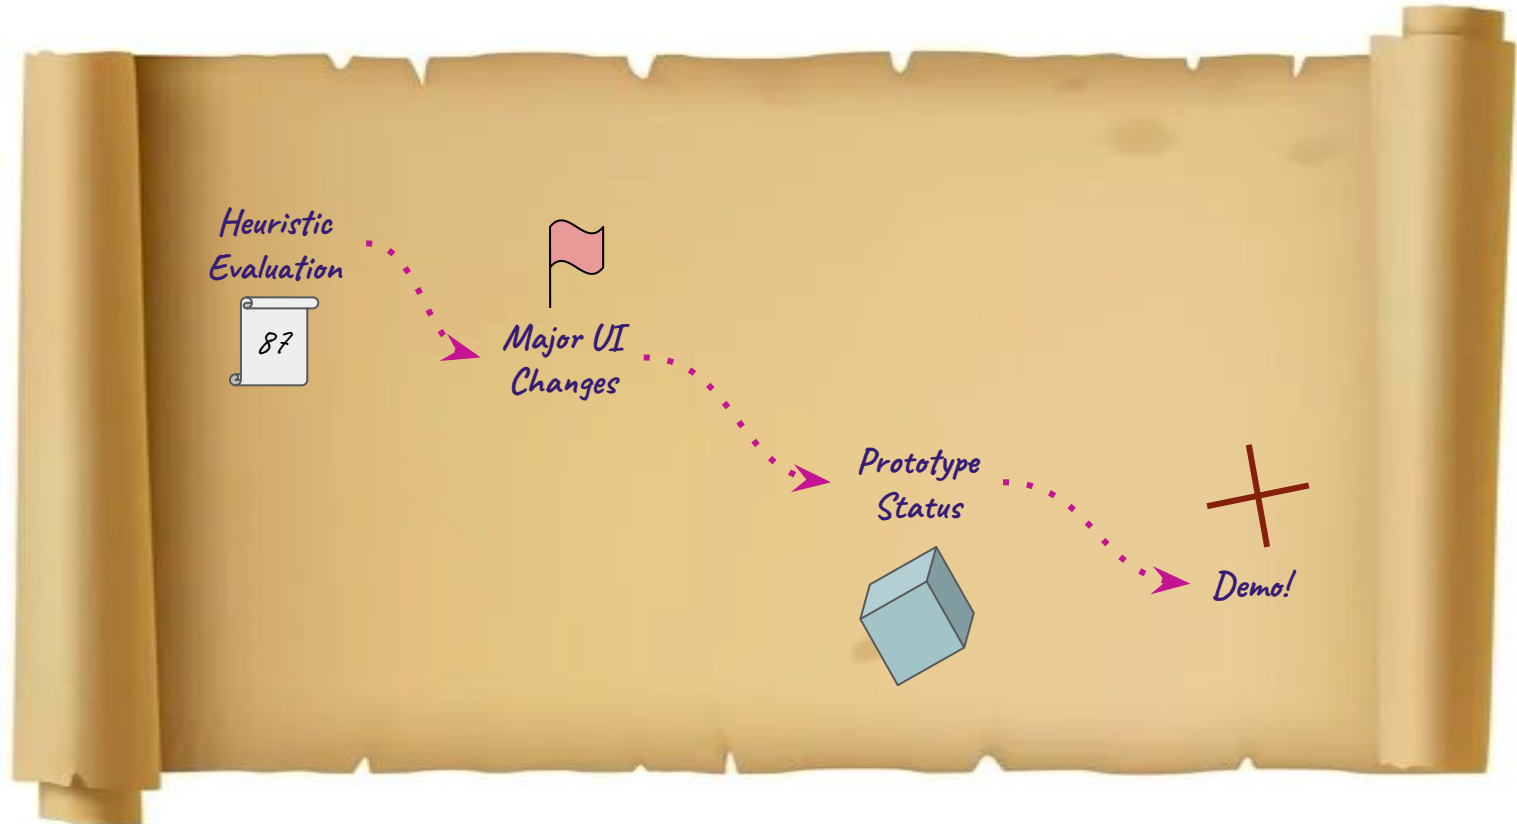 Heuristic
Evaluation
87
Major UI
Changes
Prototype
Status
Demo!